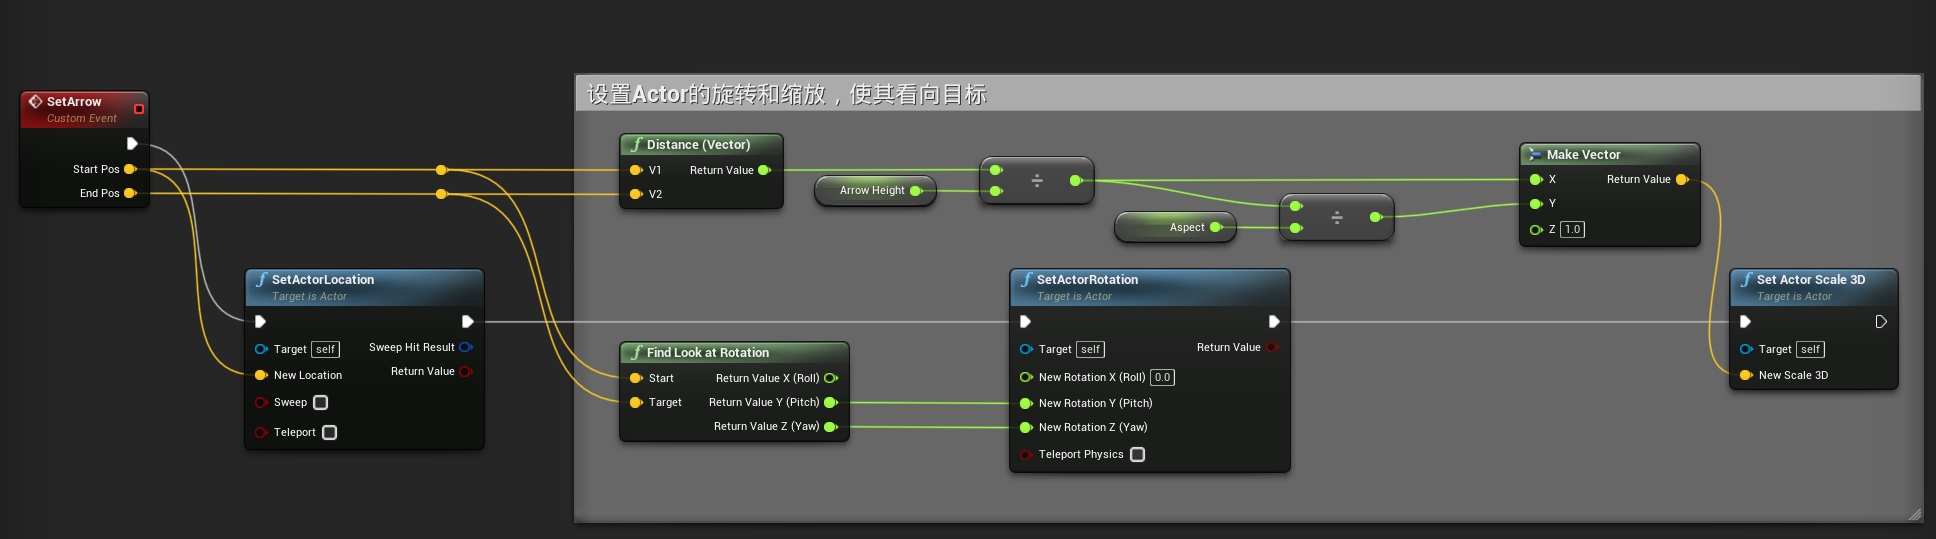 设置Actor的旋转和缩放，使其看向目标
SetArrow
Custom Event
Start Pos
End Pos
Distance (Vector)
V1
Return Value
V2
Arrow Height
÷
Aspect
÷
Make Vector
X
Return Value
Y
Z 1.0
SetActorLocation
Target is Actor
Target self
Sweep Hit Result
New Location
Return Value
Sweep
Teleport
Find Look at Rotation
Start
Return Value X (Roll)
Target
Return Value Y (Pitch)
Return Value Z (Yaw)
SetActorRotation
Target is Actor
Target self
Return Value
New Rotation X (Roll) 0.0
New Rotation Y (Pitch)
New Rotation Z (Yaw)
Teleport Physics
Set Actor Scale 3D
Target is Actor
Target self
New Scale 3D